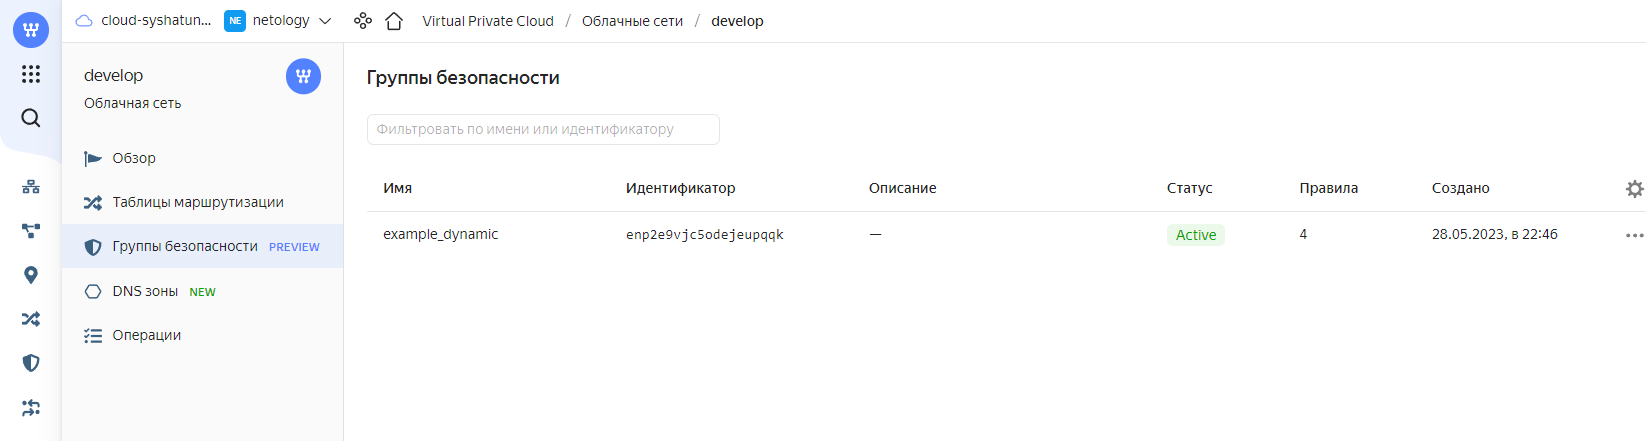 cloud-syshatun... NE netology Virtual Private Cloud / Облачные сети / develop
develop
Облачная сеть
Обзор
Таблицы маршрутизации
Группы безопасности PREVIEW
DNS зоны NEW
Операции
Группы безопасности
Фильтровать по имени или идентификатору
Имя Идентификатор Описание Статус Правила Создано
example_dynamic enp2e9vjc5odejeupqqk — Active 4 28.05.2023, в 22:46